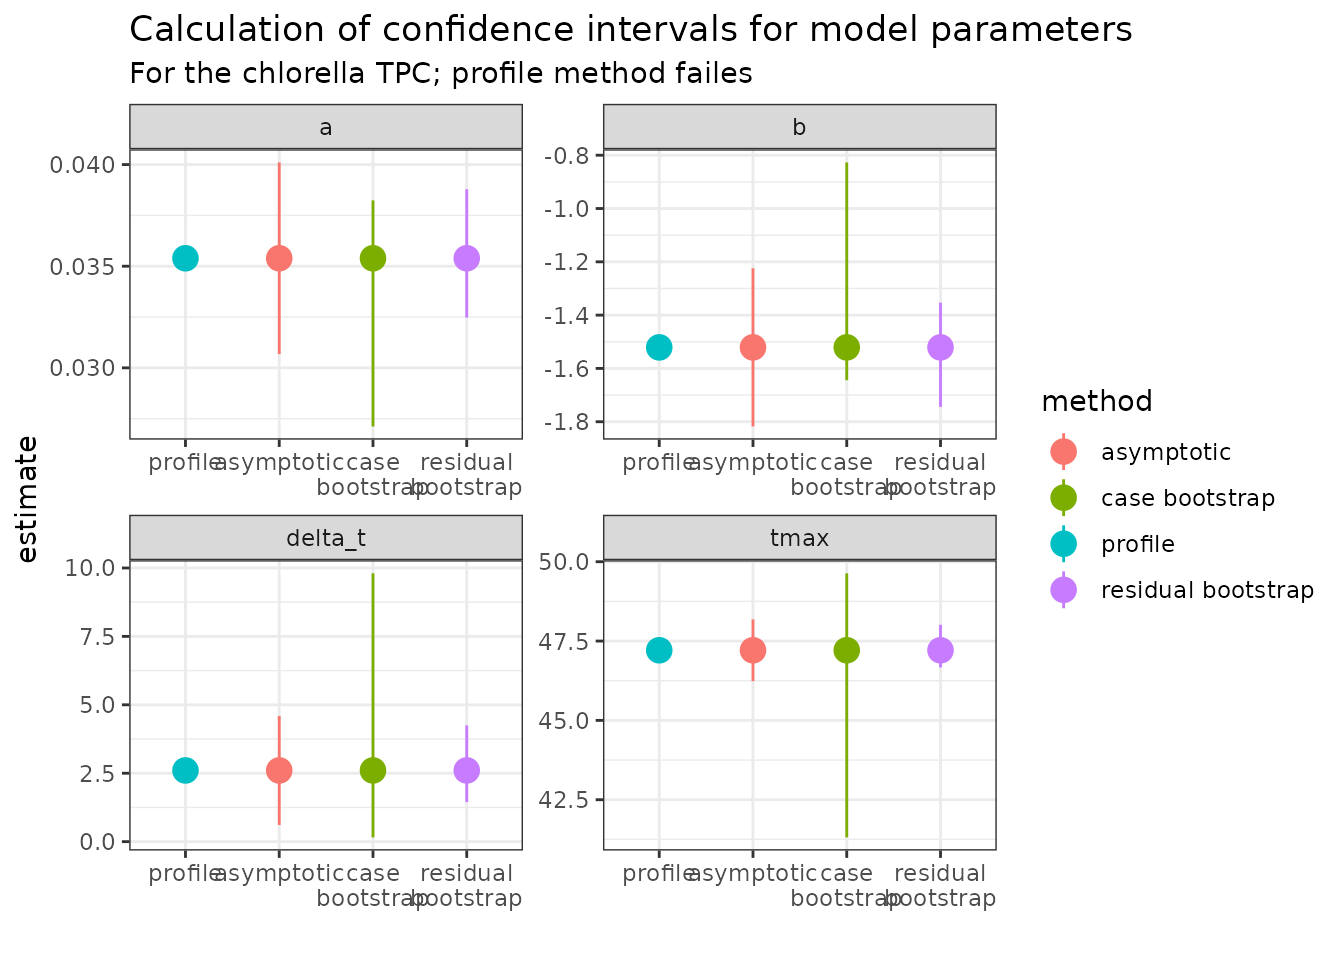 Calculation of confidence intervals for model parameters
For the chlorella TPC; profile method failes
a
b
0.040
0.035
0.030
-0.8
-1.0
-1.2
-1.4
-1.6
-1.8
profile asymptotic case bootstrap residual bootstrap
profile asymptotic case bootstrap residual bootstrap
estimate
delta_t
tmax
10.0
7.5
5.0
2.5
0.0
50.0
47.5
45.0
42.5
profile asymptotic case bootstrap residual bootstrap
profile asymptotic case bootstrap residual bootstrap
method
asymptotic
case bootstrap
profile
residual bootstrap